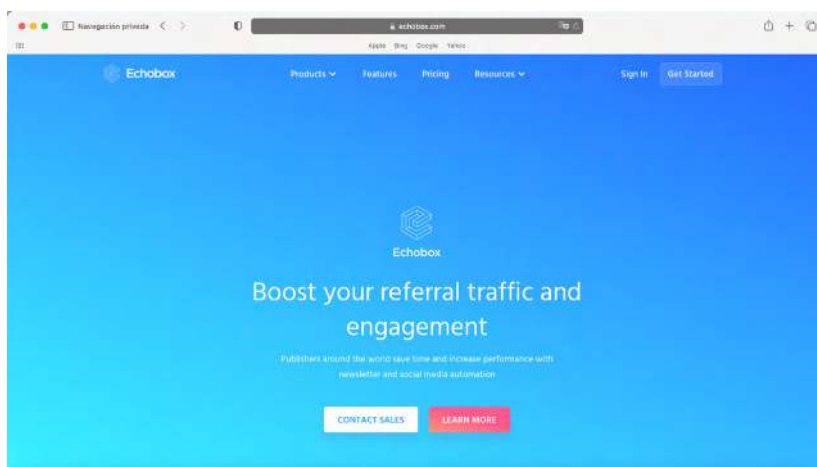 Navegación privada
echobox.com
Apple Bing Google Yahoo
Echobox
Products Features Pricing Resources
Sign In Get Started
Echobox
Boost your referral traffic and
engagement
Publishers around the world save time and increase performance with
newsletter and social media automation
CONTACT SALES LEARN MORE